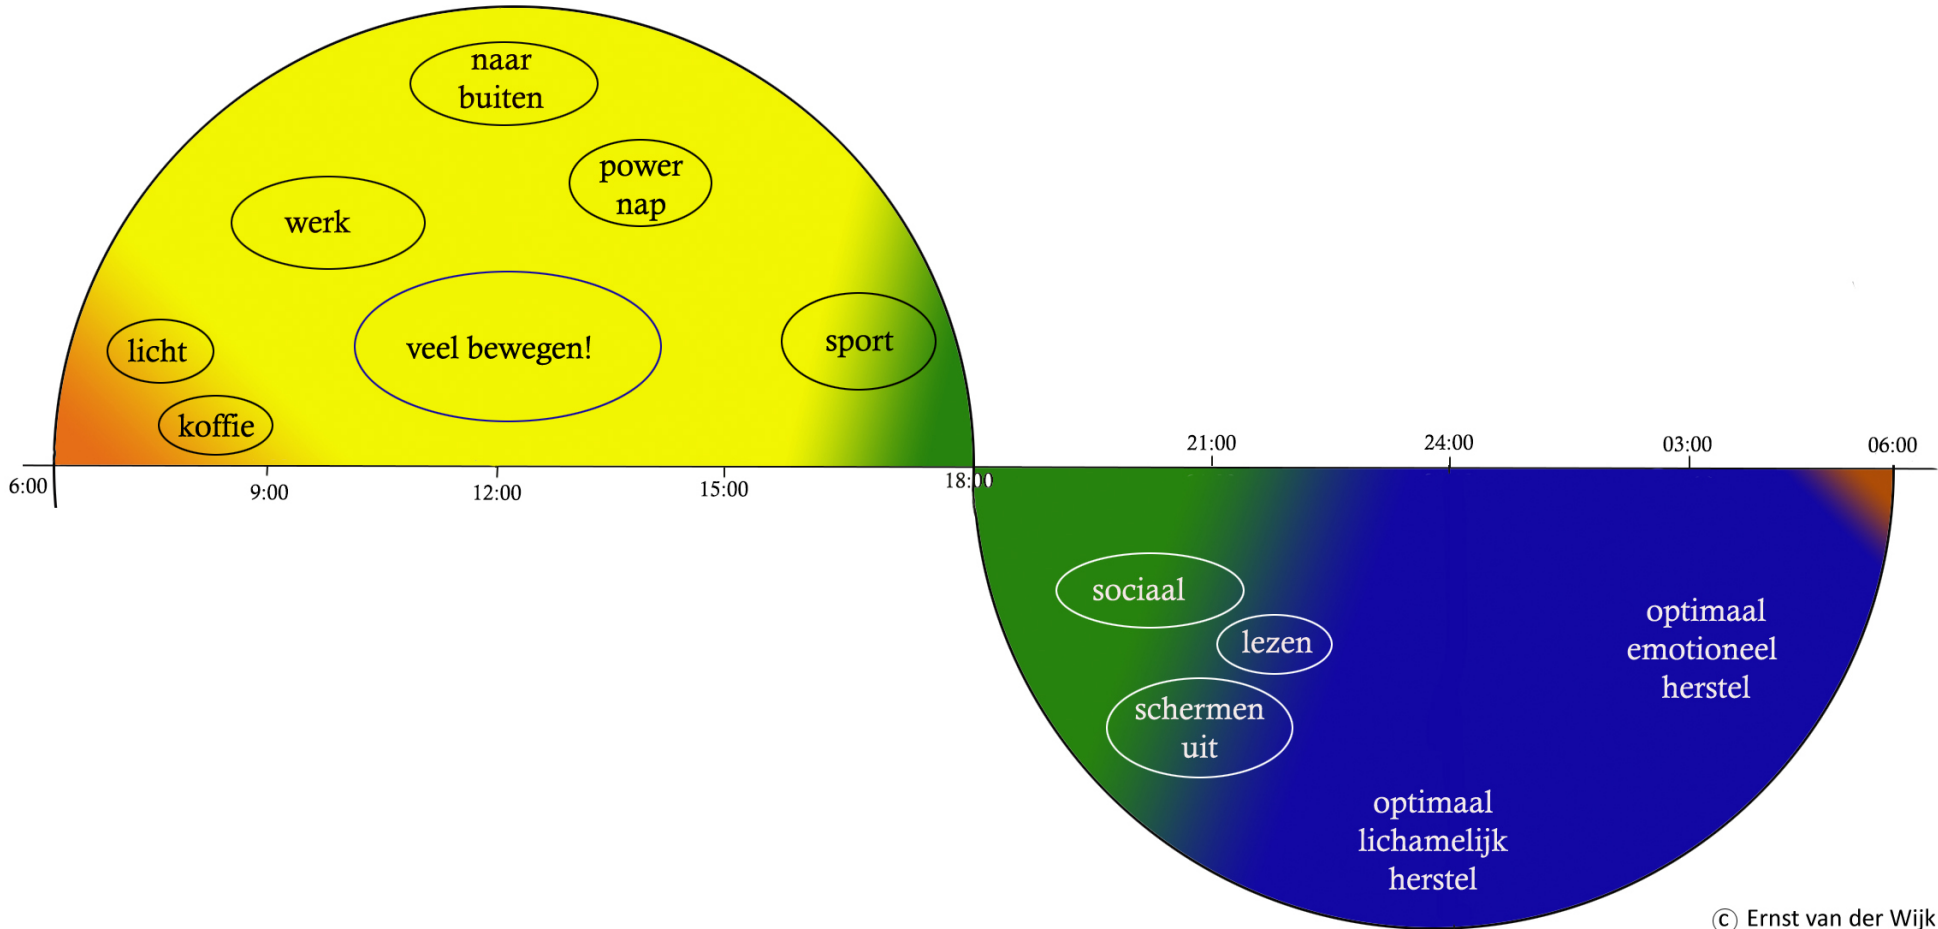 naar
buiten
power
nap
werk
veel bewegen!
sport
licht
koffie
6:00
9:00
12:00
15:00
18:00
21:00
24:00
03:00
06:00
sociaal
lezen
schermen
uit
optimaal
emotioneel
herstel
optimaal
lichamelijk
herstel
© Ernst van der Wijk